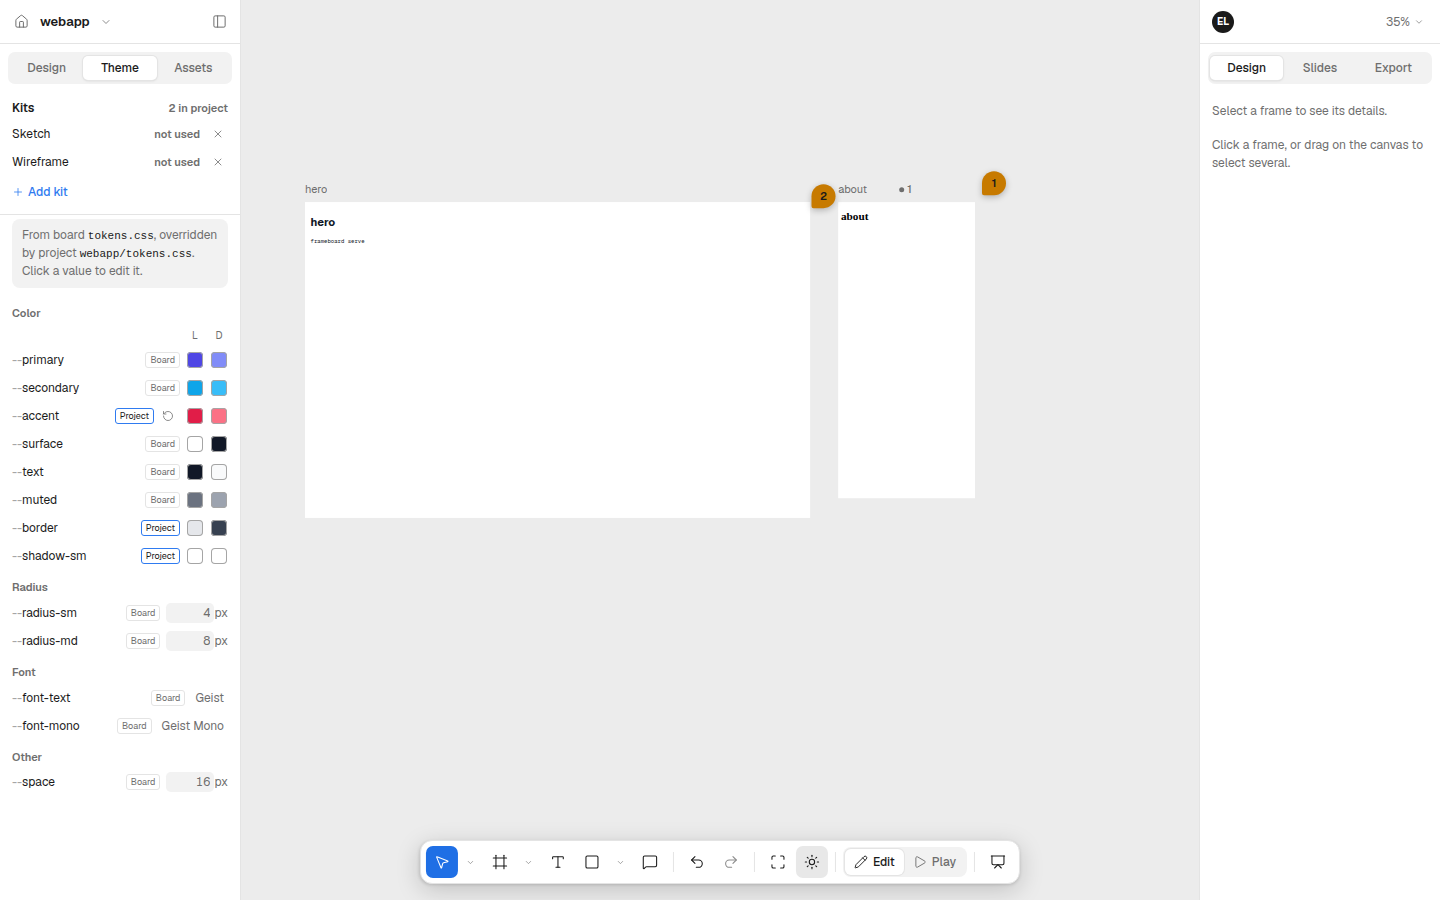 webapp
Design Theme Assets
Kits 2 in project
Sketch not used
Wireframe not used
Add kit
From board tokens.css, overridden
by project webapp/tokens.css.
Click a value to edit it.
Color
L D
--primary Board
--secondary Board
--accent Project
--surface Board
--text Board
--muted Board
--border Project
--shadow-sm Project
Radius
--radius-sm Board 4 px
--radius-md Board 8 px
Font
--font-text Board Geist
--font-mono Board Geist Mono
Other
--space Board 16 px
hero
2
about 1
1
hero
frameboard serve
about
Edit Play
EL 35%
Design Slides Export
Select a frame to see its details.
Click a frame, or drag on the canvas to
select several.